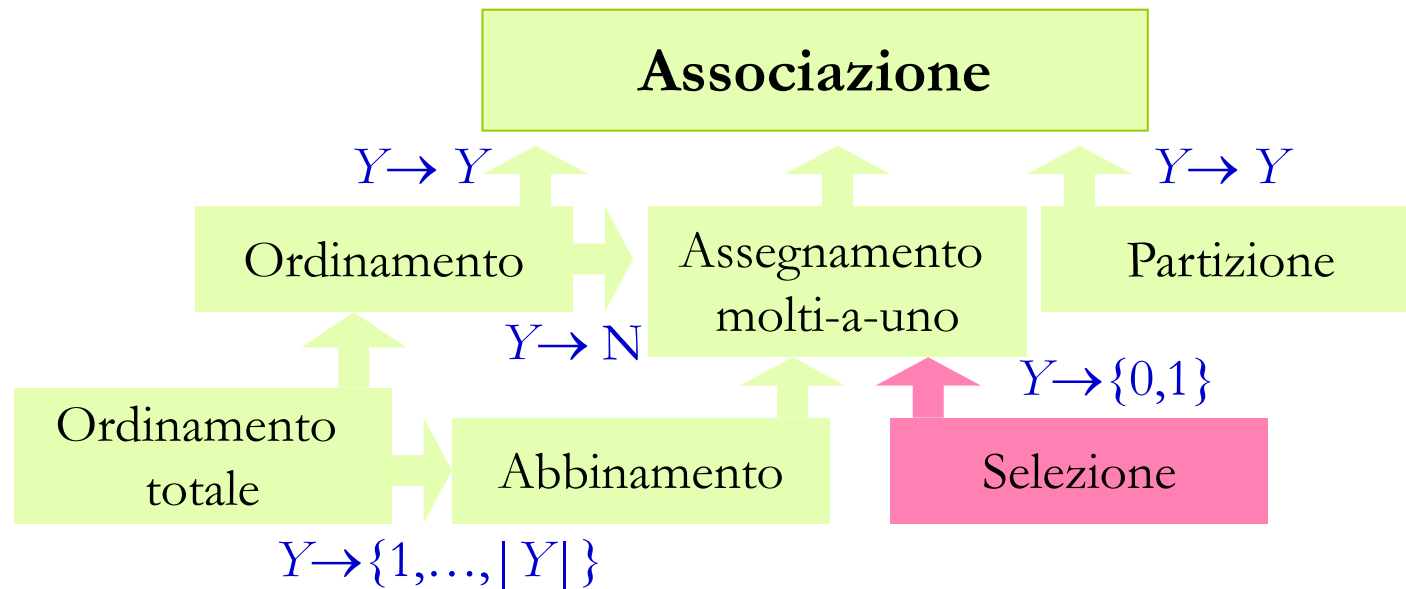 Associazione
Y→ Y
Y→ Y
Ordinamento
Assegnamento
molti-a-uno
Partizione
Y→ N
Y→{0,1}
Ordinamento
totale
Abbinamento
Selezione
Y→{1,…,|Y|}